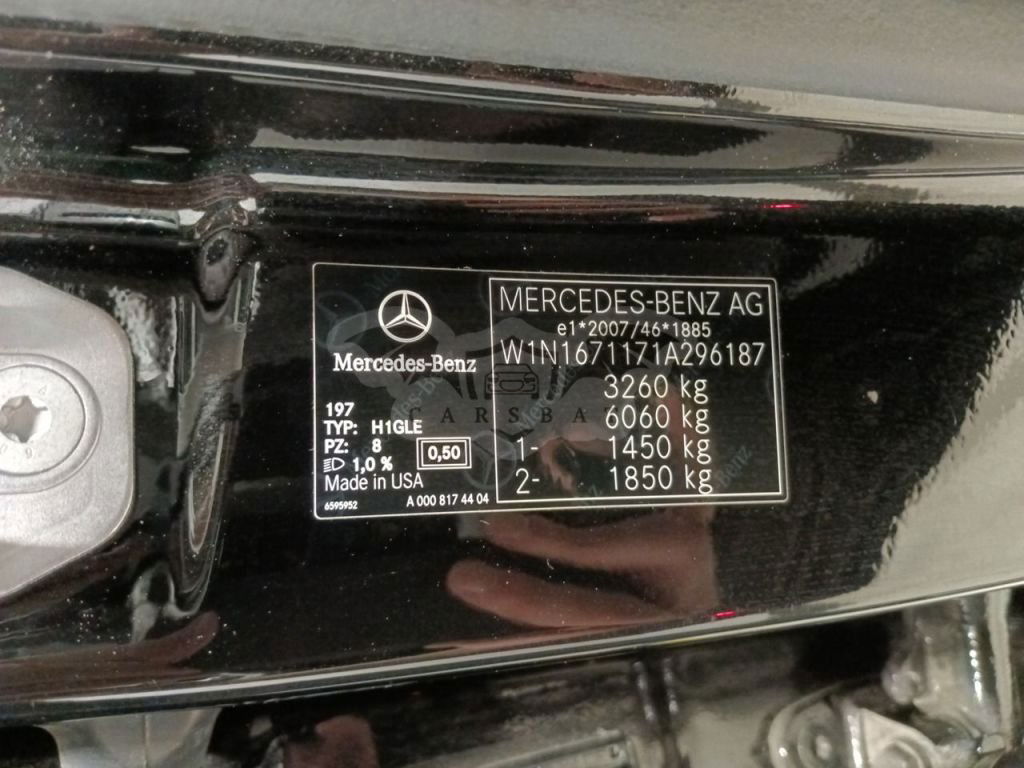 Mercedes-Benz
197
TYP: H1GLE
PZ: 8
1,0 %
0,50
Made in USA
6595952
A 000 817 44 04
MERCEDES-BENZ AG
e1*2007/46*1885
W1N1671171A296187
3260 kg
6060 kg
1- 1450 kg
2- 1850 kg
CARSBA